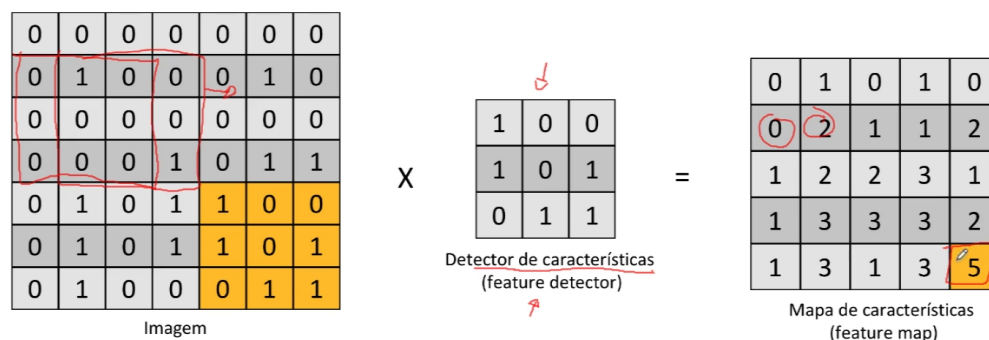 0 0 0 0 0 0 0
0 1 0 0 0 1 0
0 0 0 0 0 0 0
0 0 0 1 0 1 1
0 1 0 1 1 0 0
0 1 0 1 1 0 1
0 1 0 0 0 1 1
Imagem
X
1 0 0
1 0 1
0 1 1
Detector de características
(feature detector)
=
0 1 0 1 0
0 2 1 1 2
1 2 2 3 1
1 3 3 3 2
1 3 1 3 5
Mapa de características
(feature map)